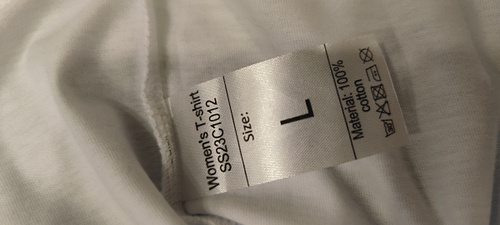 Women's T-shirt
SS23C1012
Size:
L
Material: 100%
cotton